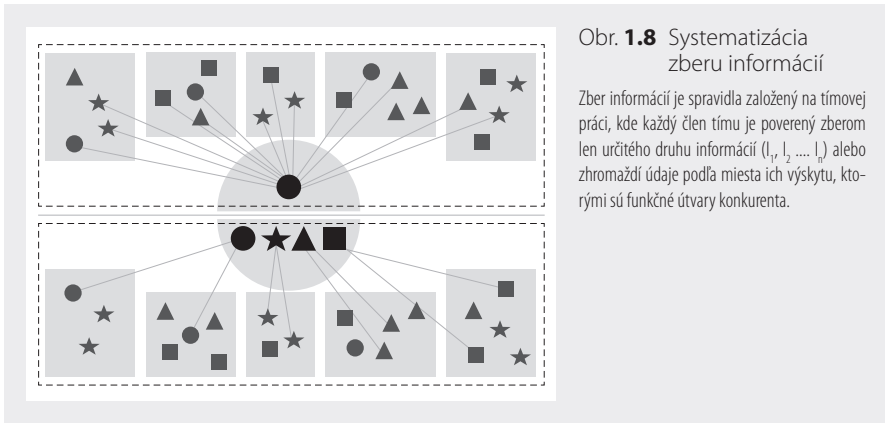 Obr. 1.8 Systematizácia
zberu informácií
Zber informácií je spravidla založený na tímovej
práci, kde každý člen tímu je poverený zberom
len určitého druhu informácií (I1, I2 .... In) alebo
zhromaždí údaje podľa miesta ich výskytu, kto-
rými sú funkčné útvary konkurenta.